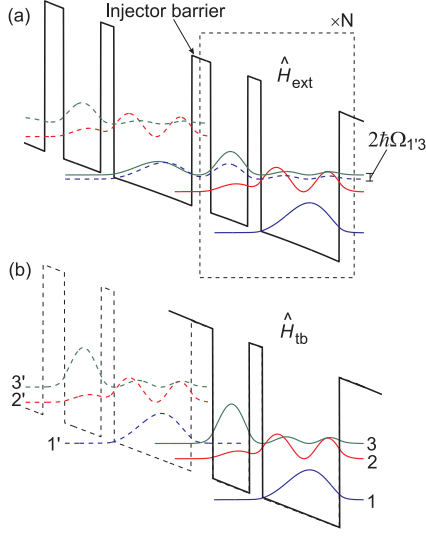 (a)
Injector barrier
×N
Ĥext
2ħΩ1'3
(b)
Ĥtb
3'
2'
1'
3
2
1